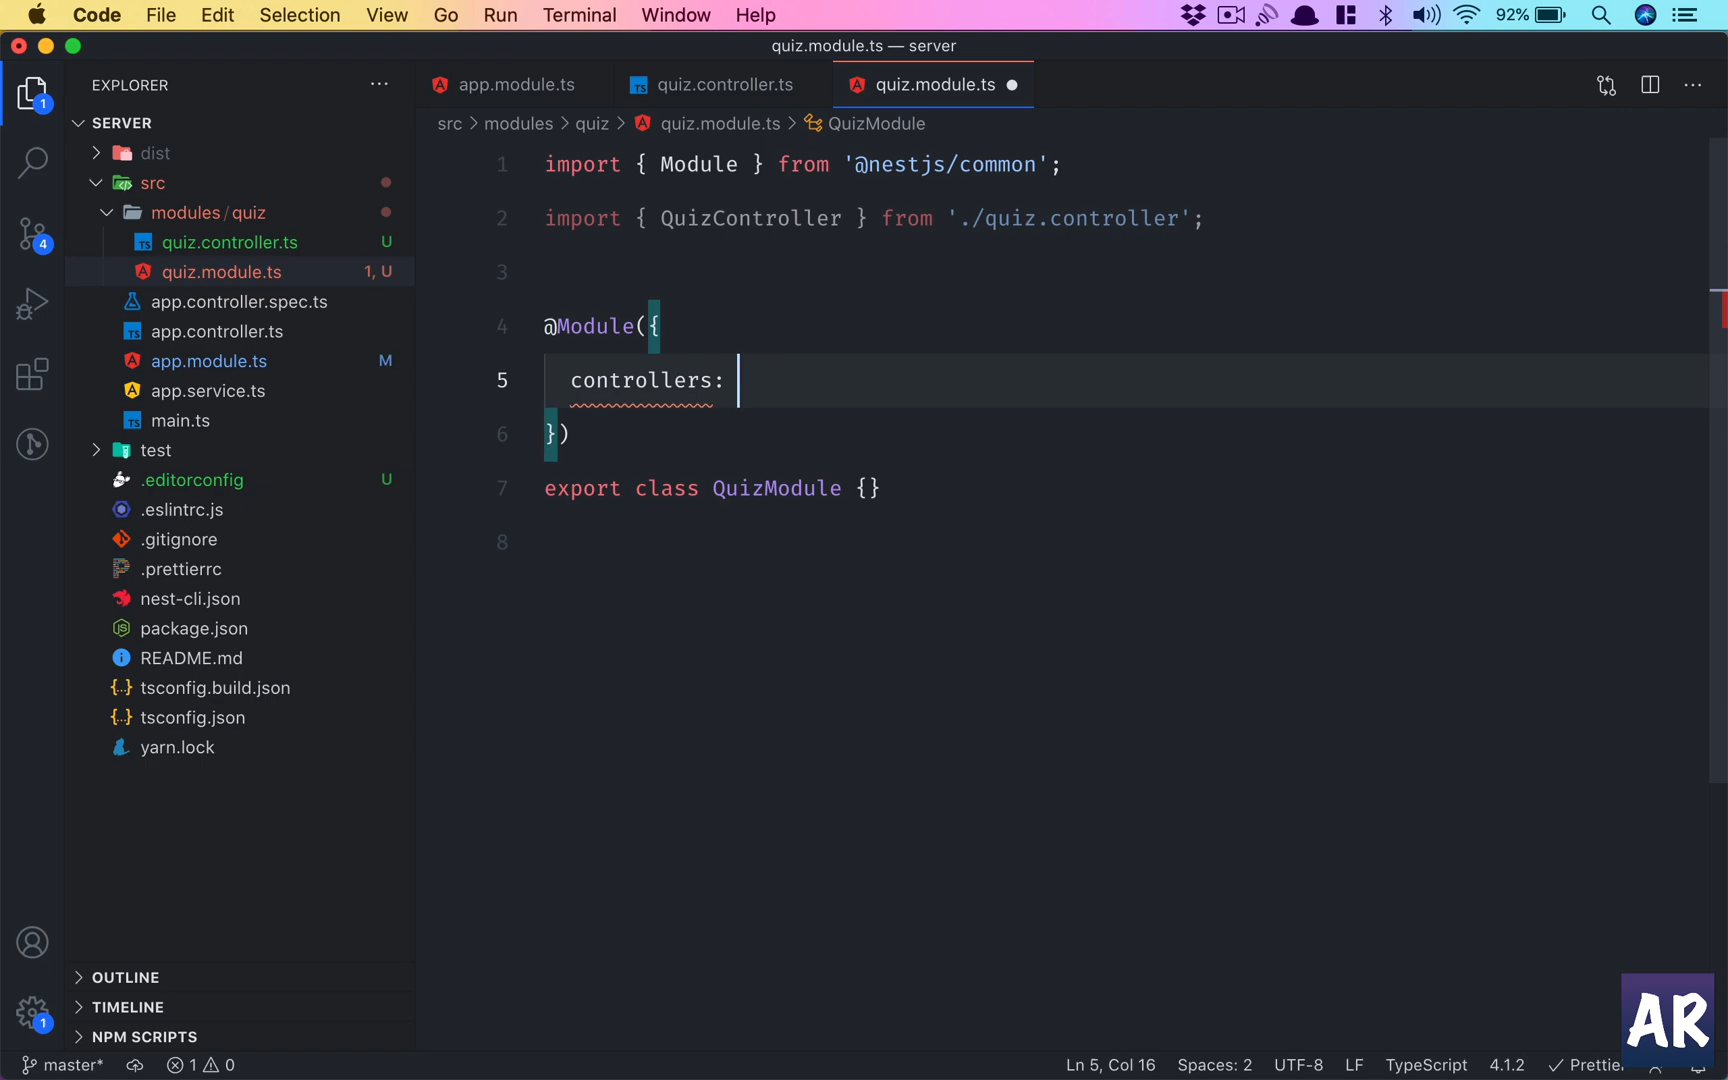 Code File Edit Selection View Go Run Terminal Window Help 92%
quiz.module.ts — server
EXPLORER
app.module.ts quiz.controller.ts quiz.module.ts
src > modules > quiz > quiz.module.ts > QuizModule
SERVER
dist
src
modules / quiz
quiz.controller.ts U
quiz.module.ts 1, U
app.controller.spec.ts
app.controller.ts
app.module.ts M
app.service.ts
main.ts
test
.editorconfig U
.eslintrc.js
.gitignore
.prettierrc
nest-cli.json
package.json
README.md
tsconfig.build.json
tsconfig.json
yarn.lock
OUTLINE
TIMELINE
NPM SCRIPTS
1
4
1
1 import { Module } from '@nestjs/common';
2 import { QuizController } from './quiz.controller';
3
4 @Module({
5 controllers:
6 })
7 export class QuizModule {}
8
AR
master* 1 0 Ln 5, Col 16 Spaces: 2 UTF-8 LF TypeScript 4.1.2